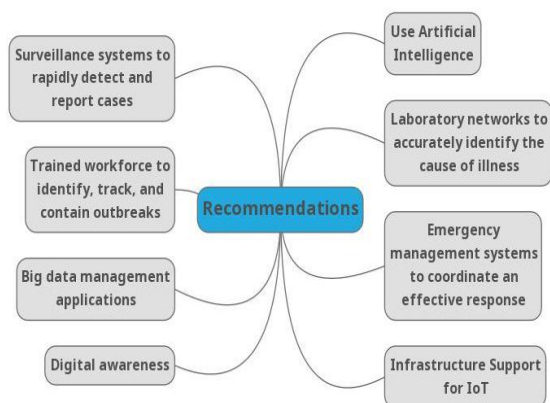 Surveillance systems to
rapidly detect and
report cases
Trained workforce to
identify, track, and
contain outbreaks
Big data management
applications
Digital awareness
Recommendations
Use Artificial
Intelligence
Laboratory networks to
accurately identify the
cause of illness
Emergency
management systems
to coordinate an
effective response
Infrastructure Support
for IoT